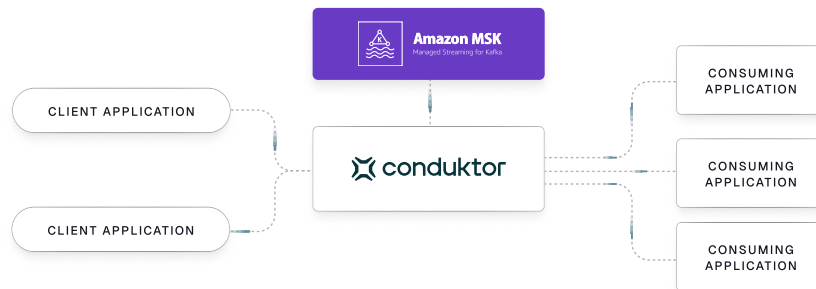 Amazon MSK
Managed Streaming for Kafka
K
CLIENT APPLICATION
CLIENT APPLICATION
conduktor
CONSUMING
APPLICATION
CONSUMING
APPLICATION
CONSUMING
APPLICATION